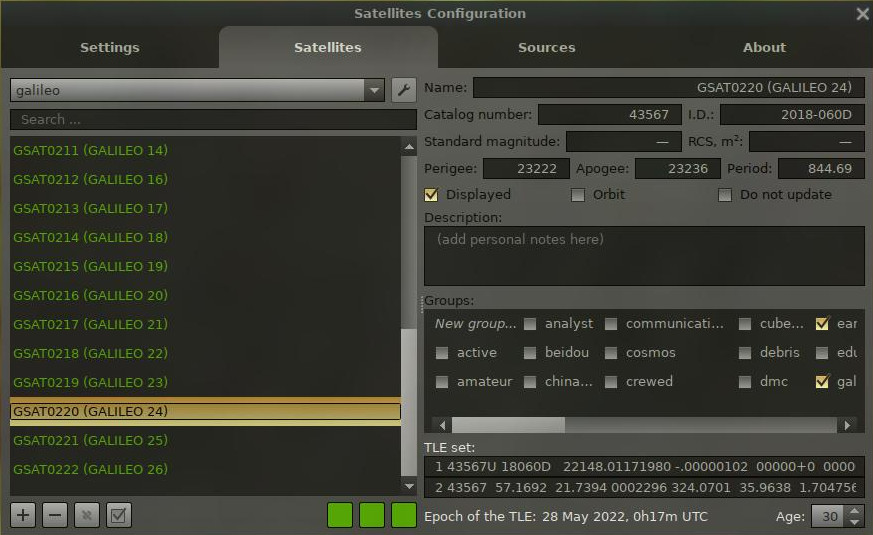 Satellites Configuration
Settings Satellites Sources About
galileo
Search ...
GSAT0211 (GALILEO 14)
GSAT0212 (GALILEO 16)
GSAT0213 (GALILEO 17)
GSAT0214 (GALILEO 18)
GSAT0215 (GALILEO 19)
GSAT0216 (GALILEO 20)
GSAT0217 (GALILEO 21)
GSAT0218 (GALILEO 22)
GSAT0219 (GALILEO 23)
GSAT0220 (GALILEO 24)
GSAT0221 (GALILEO 25)
GSAT0222 (GALILEO 26)
Name: GSAT0220 (GALILEO 24)
Catalog number: 43567 I.D.: 2018-060D
Standard magnitude: — RCS, m²: —
Perigee: 23222 Apogee: 23236 Period: 844.69
Displayed Orbit Do not update
Description:
(add personal notes here)
Groups:
New group... analyst communicati... cube... ear
active beidou cosmos debris edu
amateur china... crewed dmc gal
TLE set:
1 43567U 18060D 22148.01171980 -.00000102 00000+0 0000
2 43567 57.1692 21.7394 0002296 324.0701 35.9638 1.704756
Epoch of the TLE: 28 May 2022, 0h17m UTC Age: 30